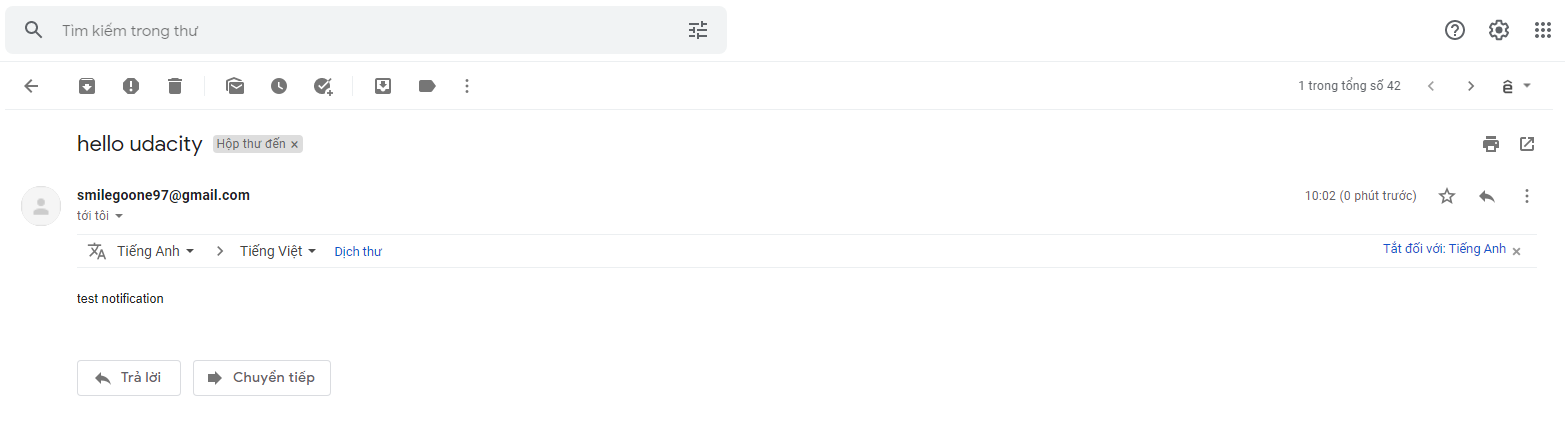 Tìm kiếm trong thư
1 trong tổng số 42
hello udacity Hộp thư đến ×
smilegoone97@gmail.com 10:02 (0 phút trước)
tới tôi
Tiếng Anh > Tiếng Việt Dịch thư Tắt đối với: Tiếng Anh ×
test notification
Trả lời Chuyển tiếp